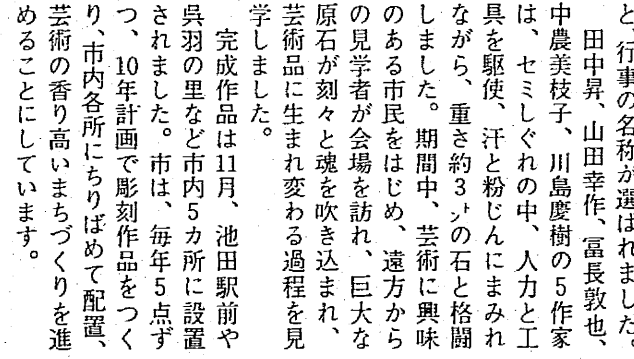 と、行事の名称が選ばれました。
田中昇、山田幸作、冨長敦也、
中農美枝子、川島慶樹の5作家
は、セミしぐれの中、人力と工
具を駆使、汗と粉じんにまみれ
ながら、重さ約3㌧の石と格闘
しました。期間中、芸術に興味
のある市民をはじめ、遠方から
の見学者が会場を訪れ、巨大な
原石が刻々と魂を吹き込まれ、
芸術品に生まれ変わる過程を見
学しました。
完成作品は11月、池田駅前や
呉羽の里など市内5カ所に設置
されました。市は、毎年5点ず
つ、10年計画で彫刻作品をつく
り、市内各所にちりばめて配置、
芸術の香り高いまちづくりを進
めることにしています。